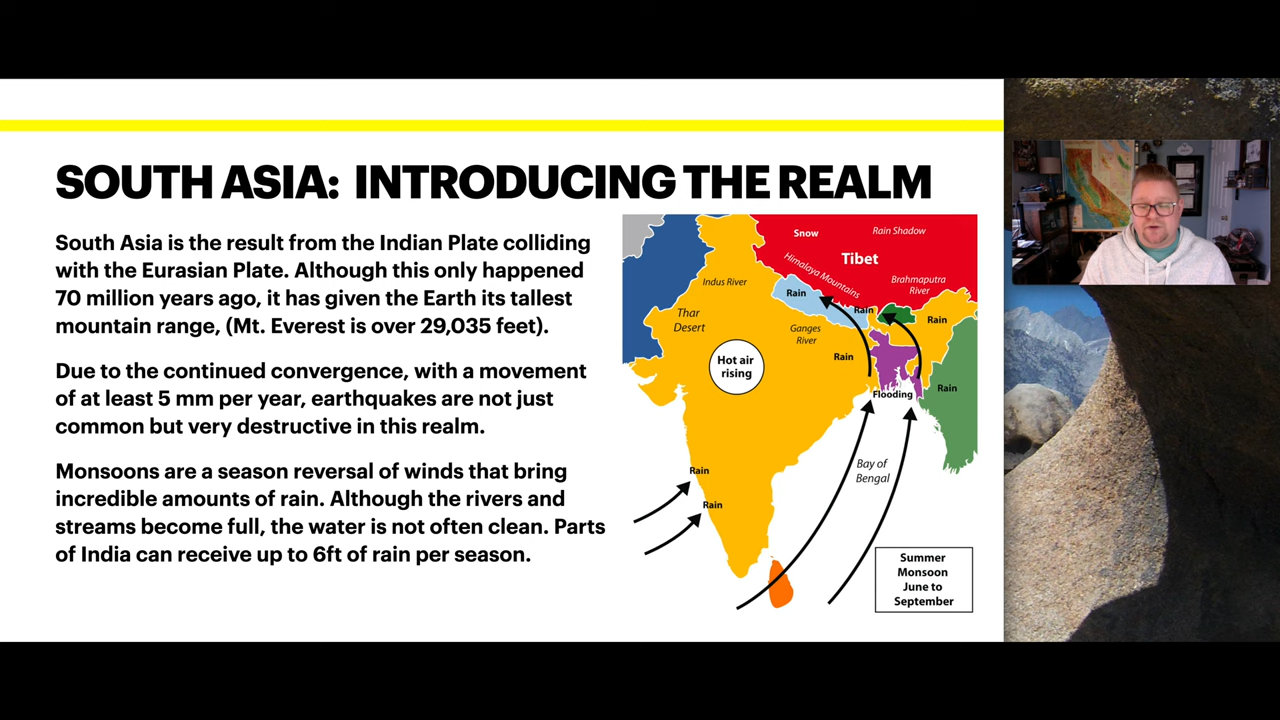 SOUTH ASIA: INTRODUCING THE REALM
South Asia is the result from the Indian Plate colliding
with the Eurasian Plate. Although this only happened
70 million years ago, it has given the Earth its tallest
mountain range, (Mt. Everest is over 29,035 feet).
Due to the continued convergence, with a movement
of at least 5 mm per year, earthquakes are not just
common but very destructive in this realm.
Monsoons are a season reversal of winds that bring
incredible amounts of rain. Although the rivers and
streams become full, the water is not often clean. Parts
of India can receive up to 6ft of rain per season.
Snow
Rain Shadow
Tibet
Himalaya Mountains
Brahmaputra
River
Indus River
Rain
Rain
Rain
Thar
Desert
Ganges
River
Rain
Hot air
rising
Rain
Flooding
Rain
Rain
Bay of
Bengal
Summer
Monsoon
June to
September